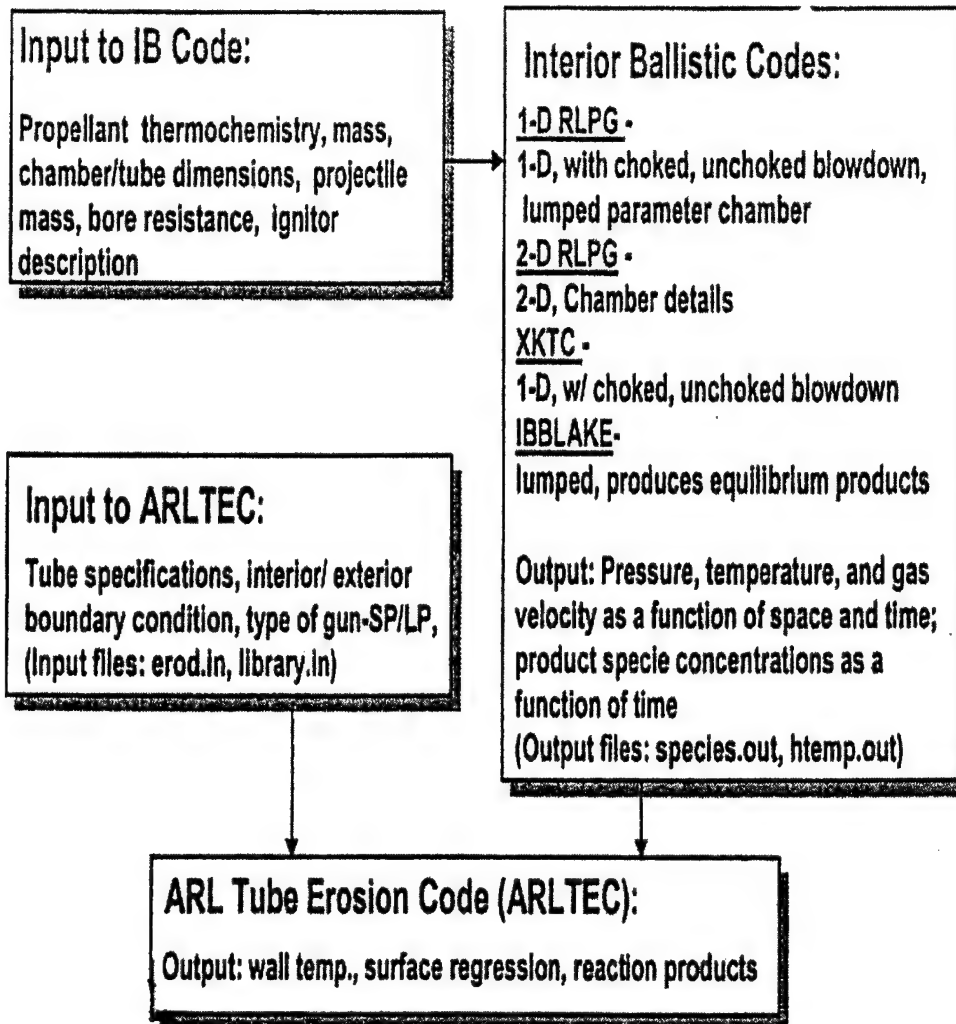 Input to IB Code:
Propellant thermochemistry, mass,
chamber/tube dimensions, projectile
mass, bore resistance, ignitor
description
Interior Ballistic Codes:
1-D RLPG -
1-D, with choked, unchoked blowdown,
lumped parameter chamber
2-D RLPG -
2-D, Chamber details
XKTC -
1-D, w/ choked, unchoked blowdown
IBBLAKE-
lumped, produces equilibrium products
Output: Pressure, temperature, and gas
velocity as a function of space and time;
product specie concentrations as a
function of time
(Output files: species.out, htemp.out)
Input to ARLTEC:
Tube specifications, interior/ exterior
boundary condition, type of gun-SP/LP,
(Input files: erod.in, library.in)
ARL Tube Erosion Code (ARLTEC):
Output: wall temp., surface regression, reaction products